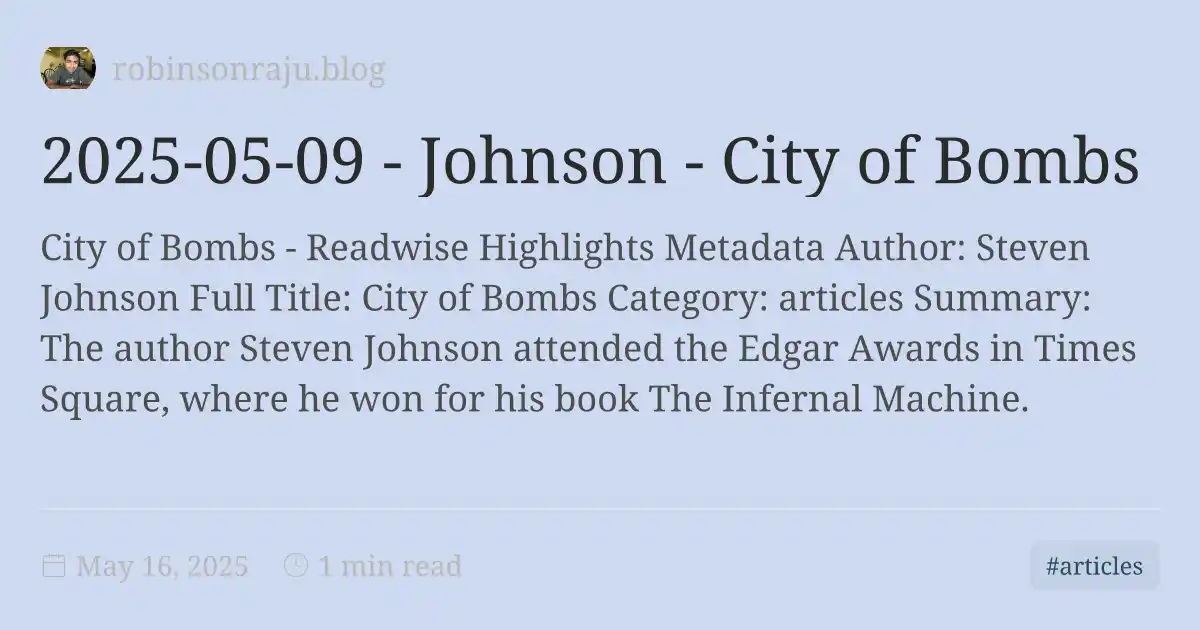 robinsonraju.blog
2025-05-09 - Johnson - City of Bombs
City of Bombs - Readwise Highlights Metadata Author: Steven
Johnson Full Title: City of Bombs Category: articles Summary:
The author Steven Johnson attended the Edgar Awards in Times
Square, where he won for his book The Infernal Machine.
May 16, 2025 1 min read #articles